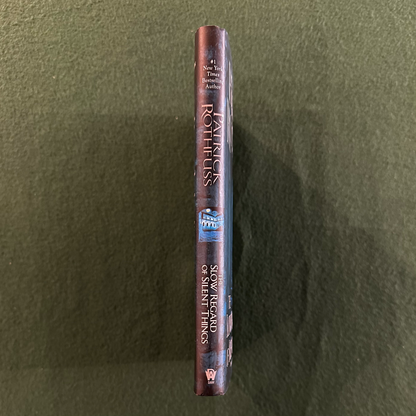 #1
New York
Times
Bestselling
Author
PATRICK
ROTHFUSS
SLOW REGARD
OF SILENT THINGS